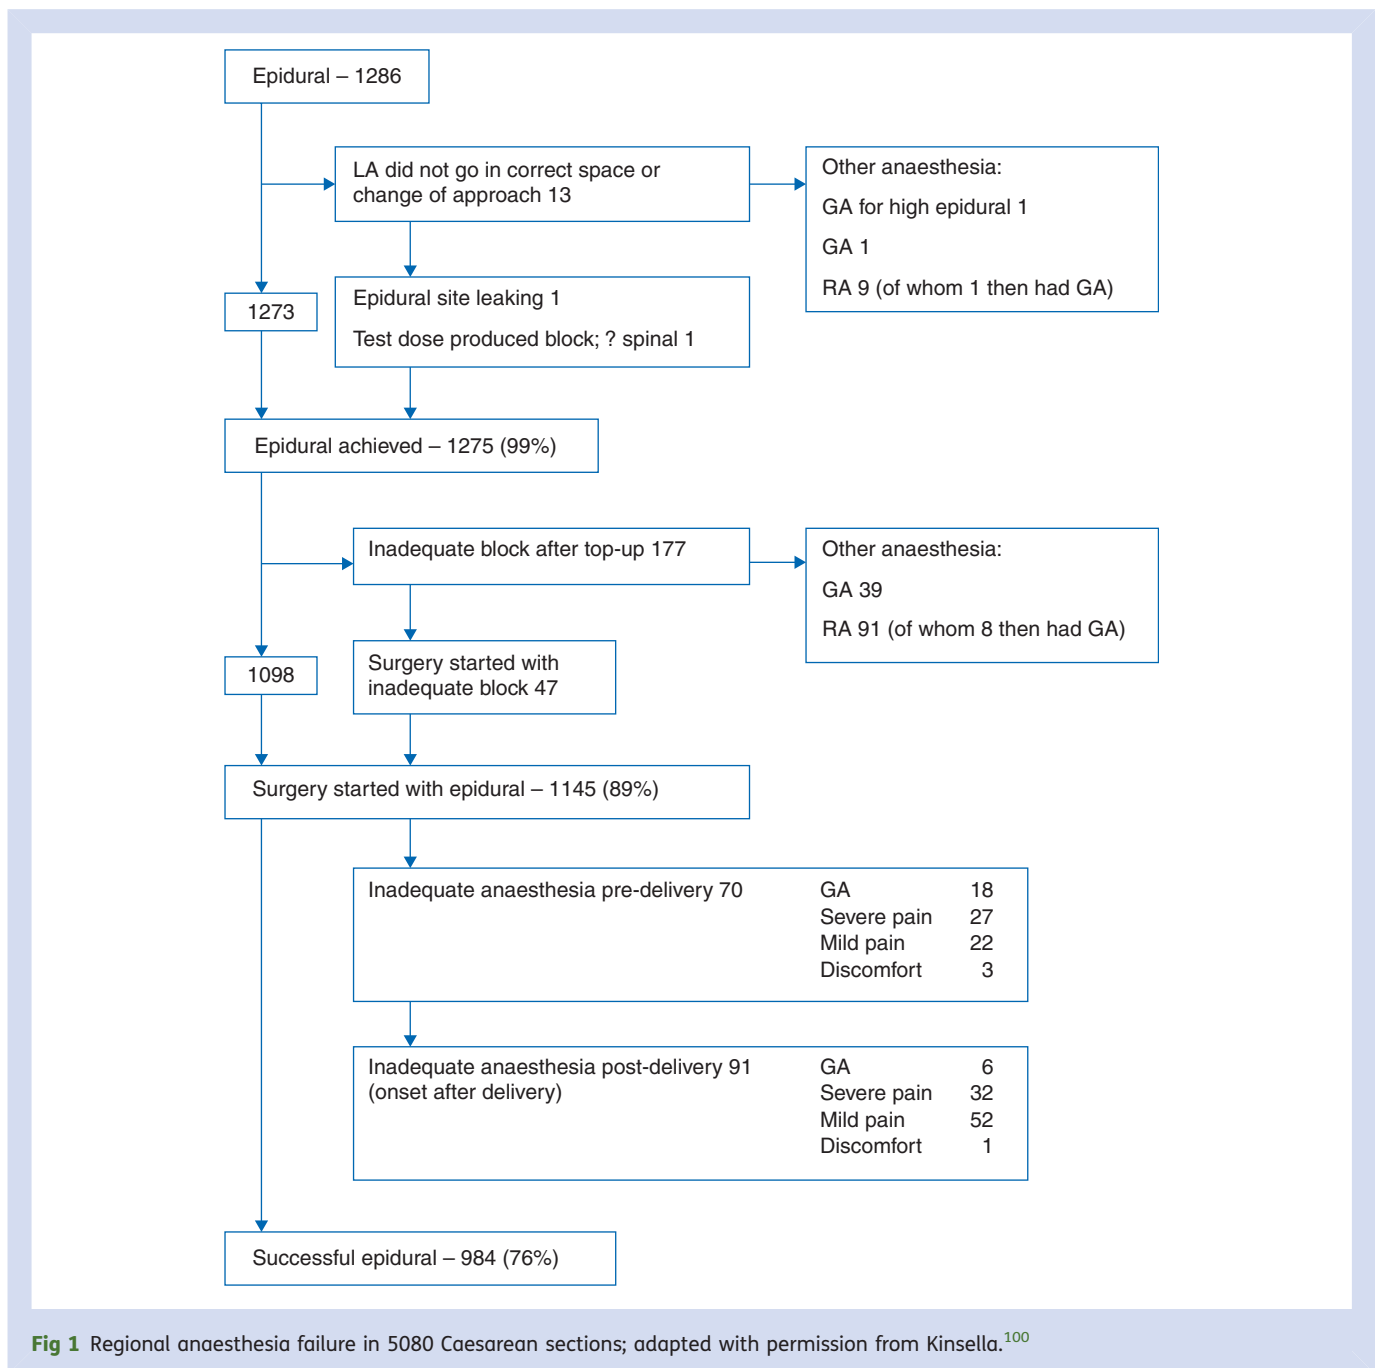 Epidural – 1286
LA did not go in correct space or
change of approach 13
Other anaesthesia:
GA for high epidural 1
GA 1
RA 9 (of whom 1 then had GA)
1273
Epidural site leaking 1
Test dose produced block; ? spinal 1
Epidural achieved – 1275 (99%)
Inadequate block after top-up 177
Other anaesthesia:
GA 39
RA 91 (of whom 8 then had GA)
1098
Surgery started with
inadequate block 47
Surgery started with epidural – 1145 (89%)
Inadequate anaesthesia pre-delivery 70 GA 18
Severe pain 27
Mild pain 22
Discomfort 3
Inadequate anaesthesia post-delivery 91 GA 6
(onset after delivery) Severe pain 32
Mild pain 52
Discomfort 1
Successful epidural – 984 (76%)
Fig 1 Regional anaesthesia failure in 5080 Caesarean sections; adapted with permission from Kinsella.100